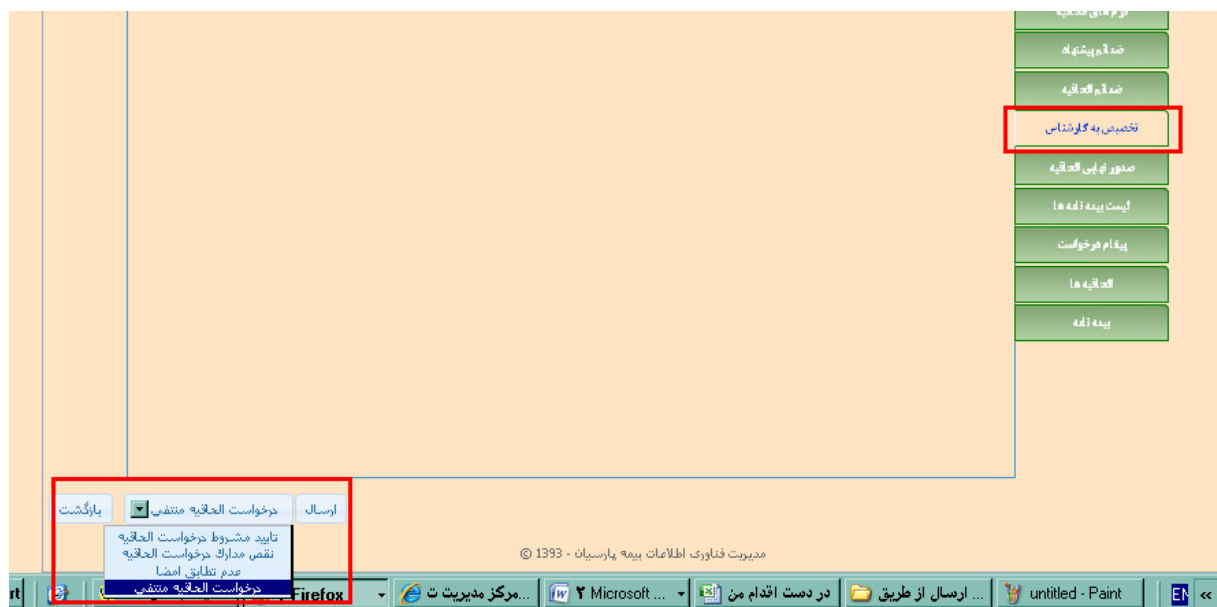 فرم های الحاقیه
ضمائم پیشنهاد
ضمائم الحاقیه
تخصیص به کارشناس
صدور نهایی الحاقیه
لیست بیمه نامه ها
پیغام درخواست
الحاقیه ها
بیمه نامه
ارسال
درخواست الحاقیه منتفی
بازگشت
تایید مشروط درخواست الحاقیه
نقص مدارك درخواست الحاقیه
عدم تطابق امضا
درخواست الحاقیه منتفی
مدیریت فناوری اطلاعات بیمه پارسیان - 1393 ©
Firefox
مرکز مدیریت ت...
۲ Microsoft ...
در دست اقدام من
ارسال از طریق ...
untitled - Paint
EN